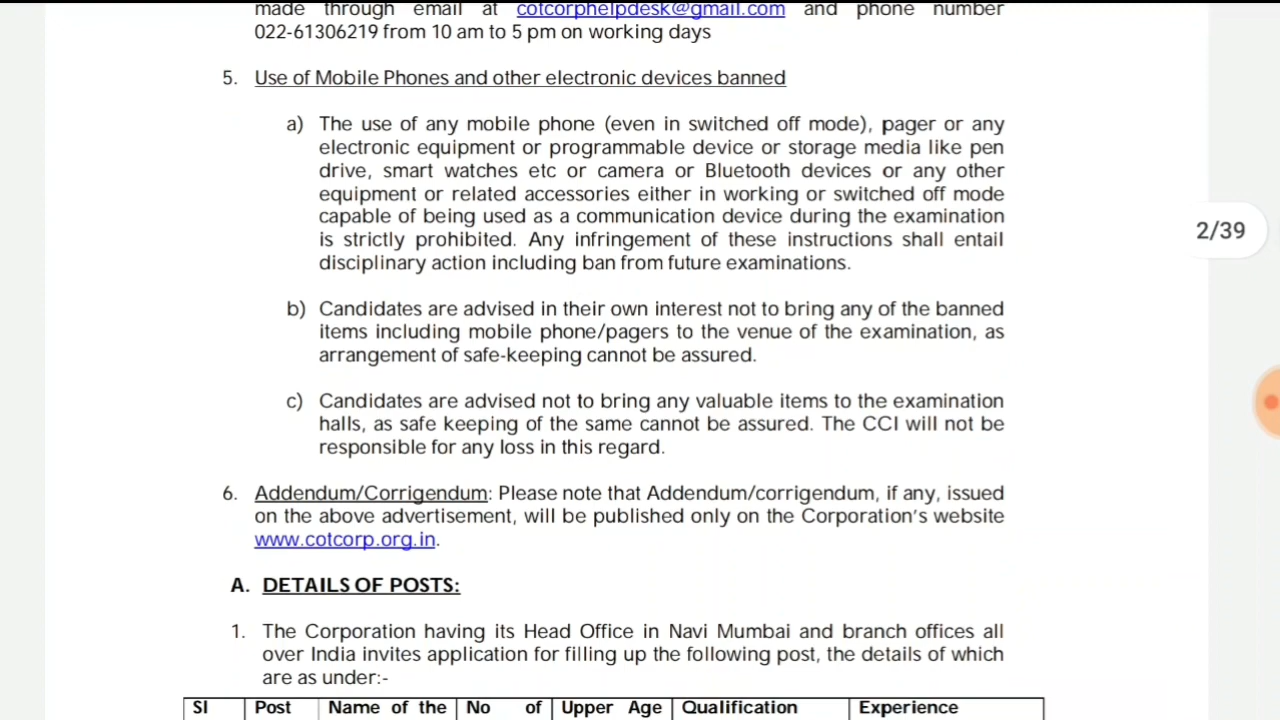 made through email at cotcorphelpdesk@gmail.com and phone number
022-61306219 from 10 am to 5 pm on working days
5. Use of Mobile Phones and other electronic devices banned
a) The use of any mobile phone (even in switched off mode), pager or any
electronic equipment or programmable device or storage media like pen
drive, smart watches etc or camera or Bluetooth devices or any other
equipment or related accessories either in working or switched off mode
capable of being used as a communication device during the examination
is strictly prohibited. Any infringement of these instructions shall entail
disciplinary action including ban from future examinations.
b) Candidates are advised in their own interest not to bring any of the banned
items including mobile phone/pagers to the venue of the examination, as
arrangement of safe-keeping cannot be assured.
c) Candidates are advised not to bring any valuable items to the examination
halls, as safe keeping of the same cannot be assured. The CCI will not be
responsible for any loss in this regard.
6. Addendum/Corrigendum: Please note that Addendum/corrigendum, if any, issued
on the above advertisement, will be published only on the Corporation's website
www.cotcorp.org.in.
A. DETAILS OF POSTS:
1. The Corporation having its Head Office in Navi Mumbai and branch offices all
over India invites application for filling up the following post, the details of which
are as under:-
Sl Post Name of the No of Upper Age Qualification Experience
2/39